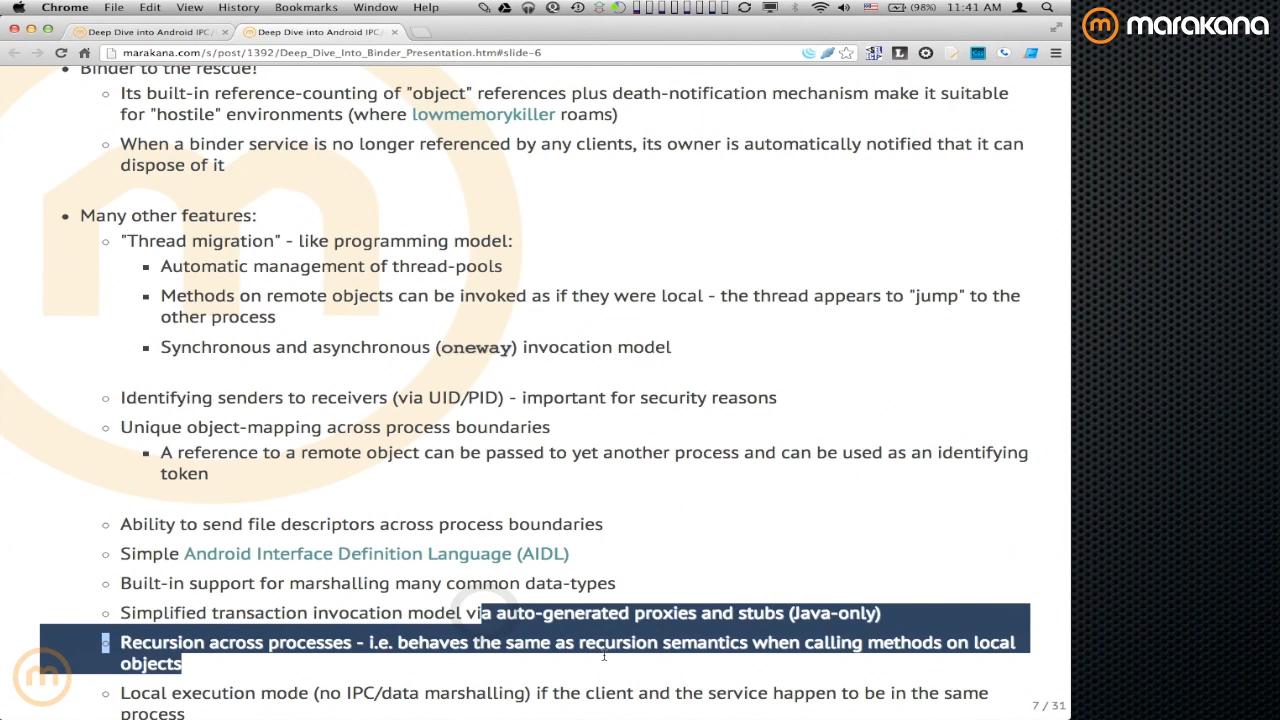 Chrome File Edit View History Bookmarks Window Help (98%) 11:41 AM
Deep Dive into Android IPC/ Deep Dive into Android IPC/
marakana.com/s/post/1392/Deep_Dive_Into_Binder_Presentation.htm#slide-6
marakana
Binder to the rescue!
Its built-in reference-counting of "object" references plus death-notification mechanism make it suitable
for "hostile" environments (where lowmemorykiller roams)
When a binder service is no longer referenced by any clients, its owner is automatically notified that it can
dispose of it
Many other features:
"Thread migration" - like programming model:
Automatic management of thread-pools
Methods on remote objects can be invoked as if they were local - the thread appears to "jump" to the
other process
Synchronous and asynchronous (oneway) invocation model
Identifying senders to receivers (via UID/PID) - important for security reasons
Unique object-mapping across process boundaries
A reference to a remote object can be passed to yet another process and can be used as an identifying
token
Ability to send file descriptors across process boundaries
Simple Android Interface Definition Language (AIDL)
Built-in support for marshalling many common data-types
Simplified transaction invocation model via auto-generated proxies and stubs (Java-only)
Recursion across processes - i.e. behaves the same as recursion semantics when calling methods on local
objects
Local execution mode (no IPC/data marshalling) if the client and the service happen to be in the same
process
7 / 31